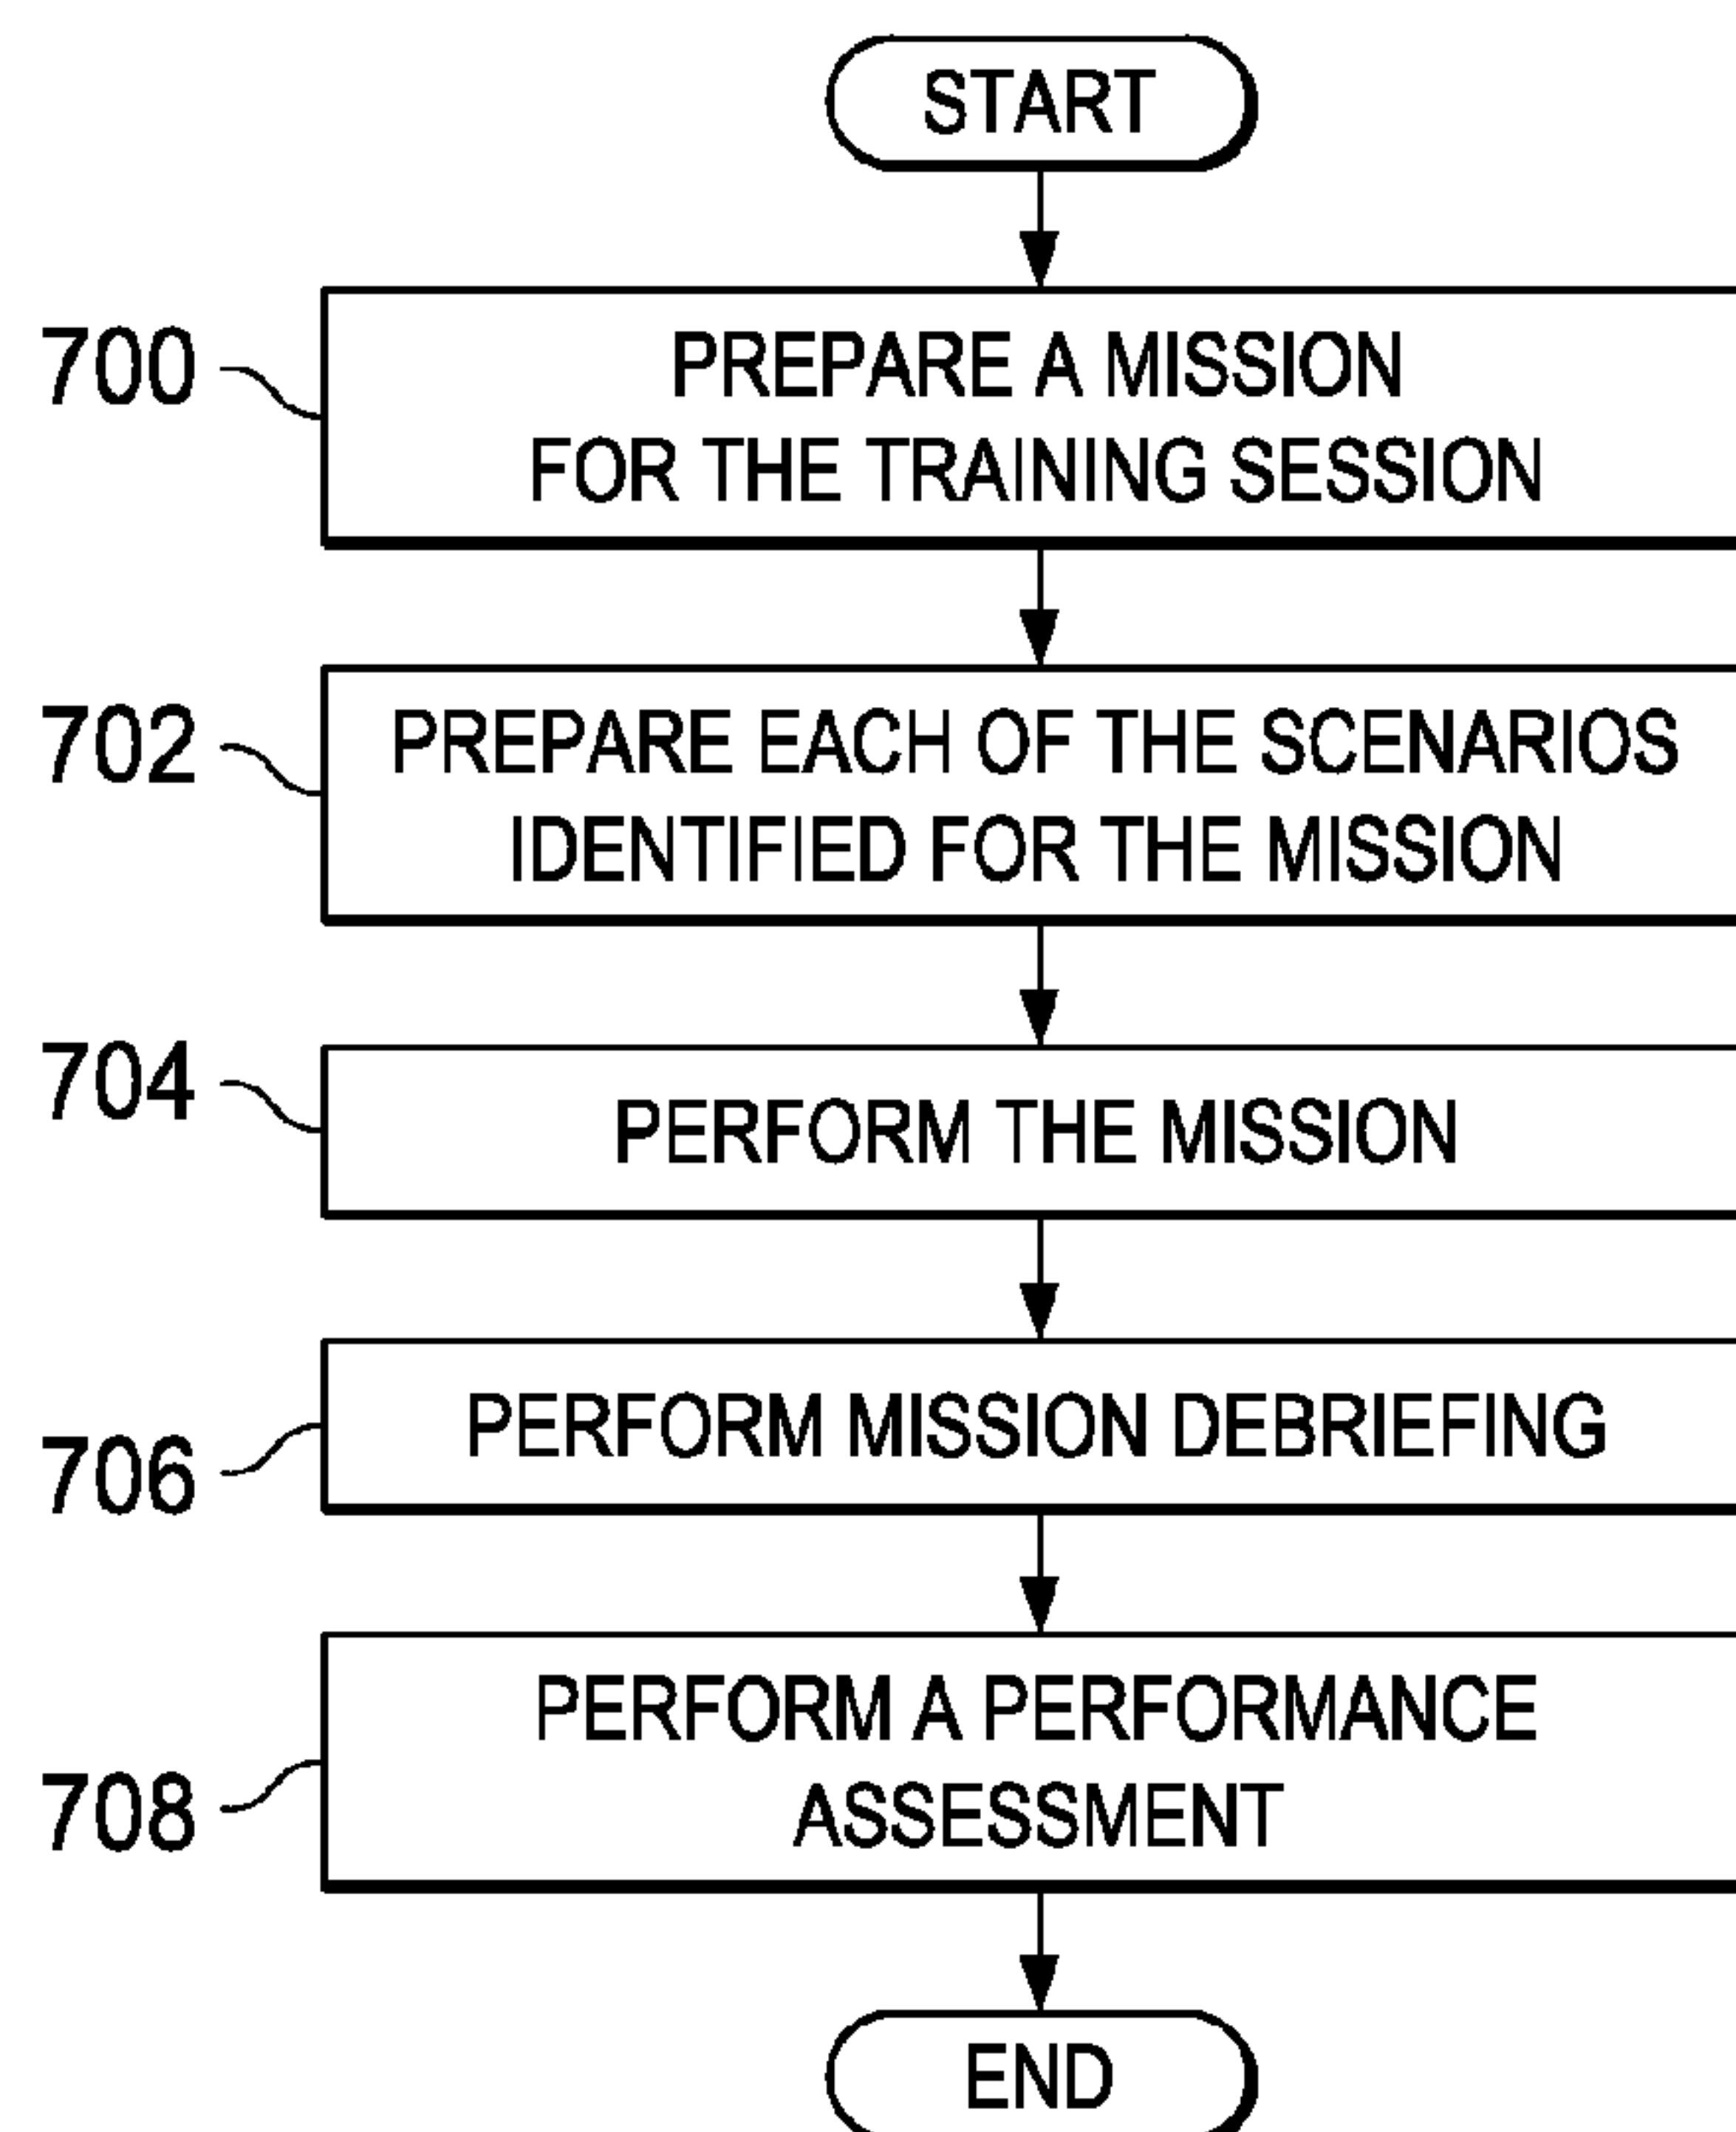 START
700
PREPARE A MISSION
FOR THE TRAINING SESSION
702
PREPARE EACH OF THE SCENARIOS
IDENTIFIED FOR THE MISSION
704
PERFORM THE MISSION
706
PERFORM MISSION DEBRIEFING
708
PERFORM A PERFORMANCE
ASSESSMENT
END